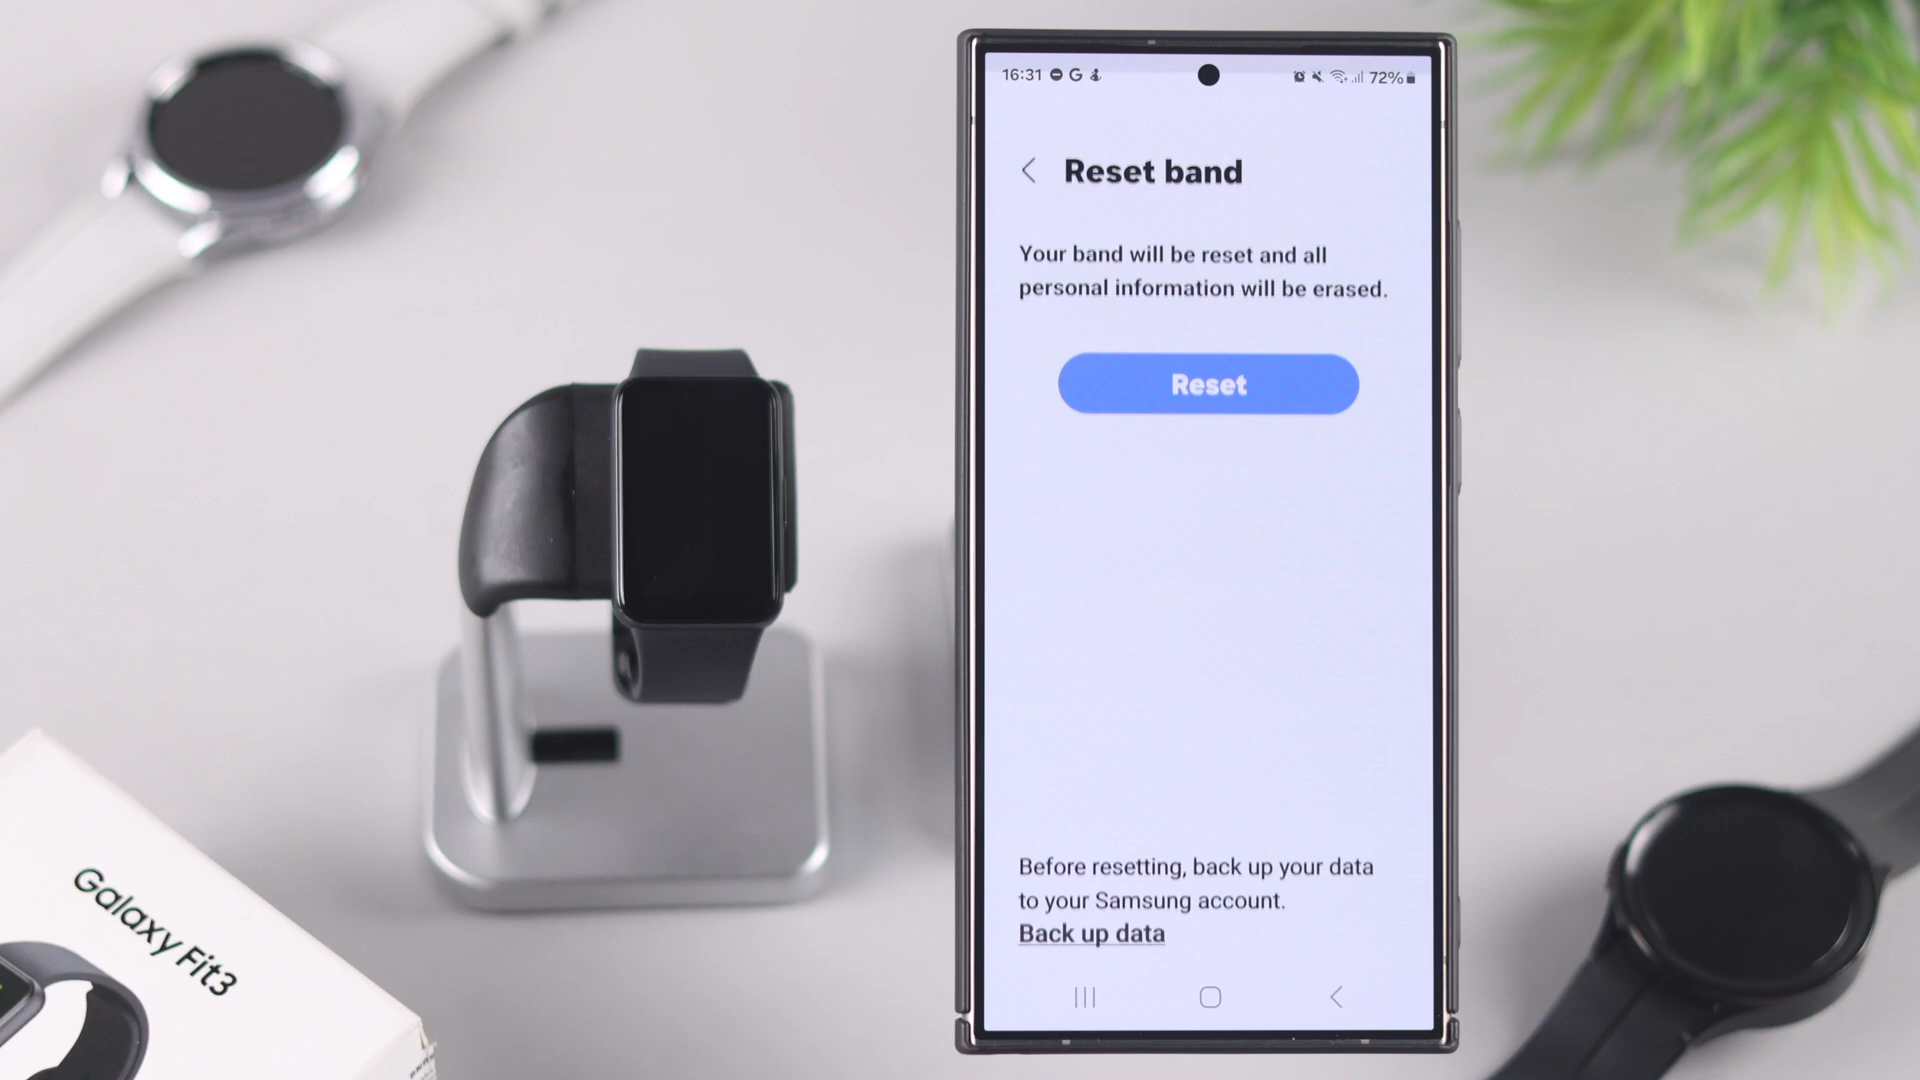 16:31
G
72%
Reset band
Your band will be reset and all
personal information will be erased.
Reset
Before resetting, back up your data
to your Samsung account.
Back up data
Galaxy Fit3